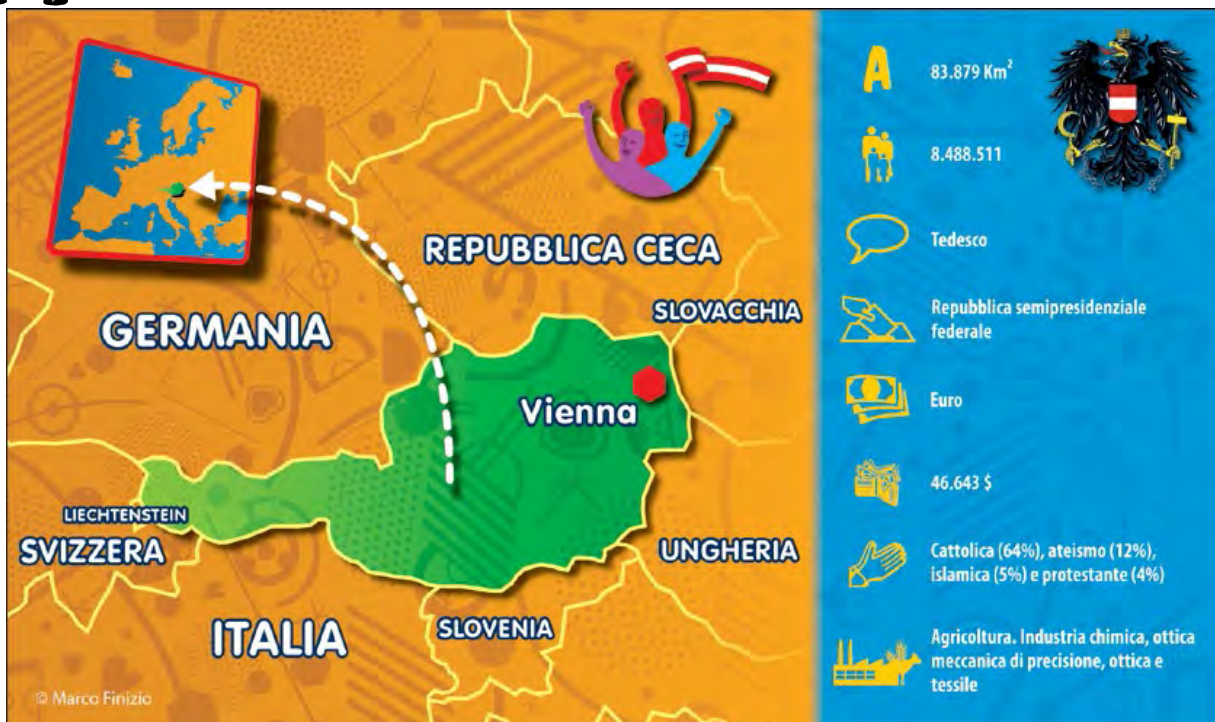 REPUBBLICA CECA
SLOVACCHIA
GERMANIA
Vienna
LIECHTENSTEIN
SVIZZERA
UNGHERIA
SLOVENIA
ITALIA
© Marco Finizio
A
83.879 Km²
8.488.511
Tedesco
Repubblica semipresidenziale
federale
Euro
46.643 $
Cattolica (64%), ateismo (12%),
islamica (5%) e protestante (4%)
Agricoltura. Industria chimica, ottica
meccanica di precisione, ottica e
tessile